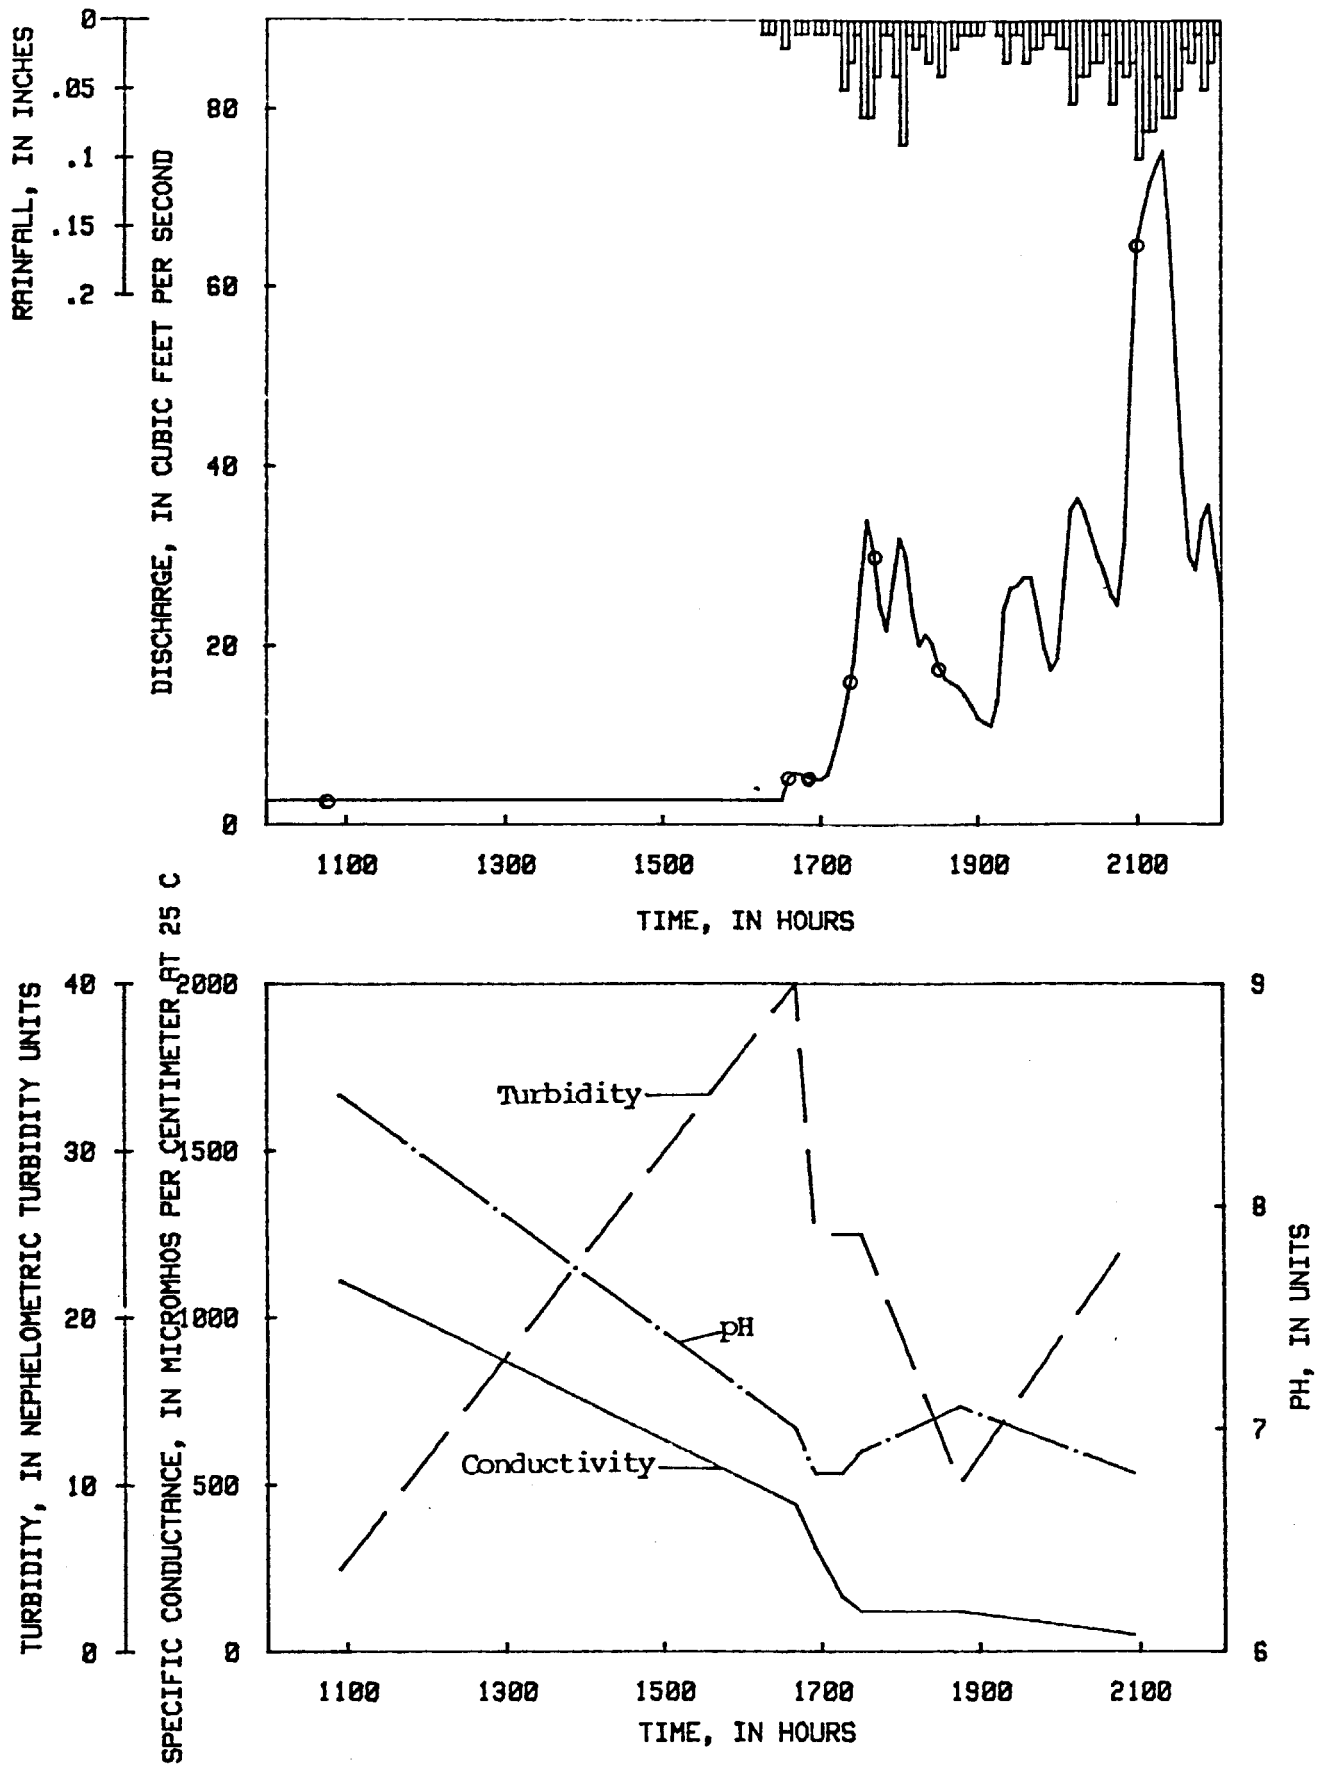 RAINFALL, IN INCHES
0
.05
.1
.15
.2
DISCHARGE, IN CUBIC FEET PER SECOND
80
60
40
20
0
1100 1300 1500 1700 1900 2100
TIME, IN HOURS
TURBIDITY, IN NEPHELOMETRIC TURBIDITY UNITS
40
30
20
10
0
SPECIFIC CONDUCTANCE, IN MICROMHOS PER CENTIMETER AT 25 C
2000
1500
1000
500
0
Turbidity
pH
Conductivity
9
8
7
6
PH, IN UNITS
1100 1300 1500 1700 1900 2100
TIME, IN HOURS